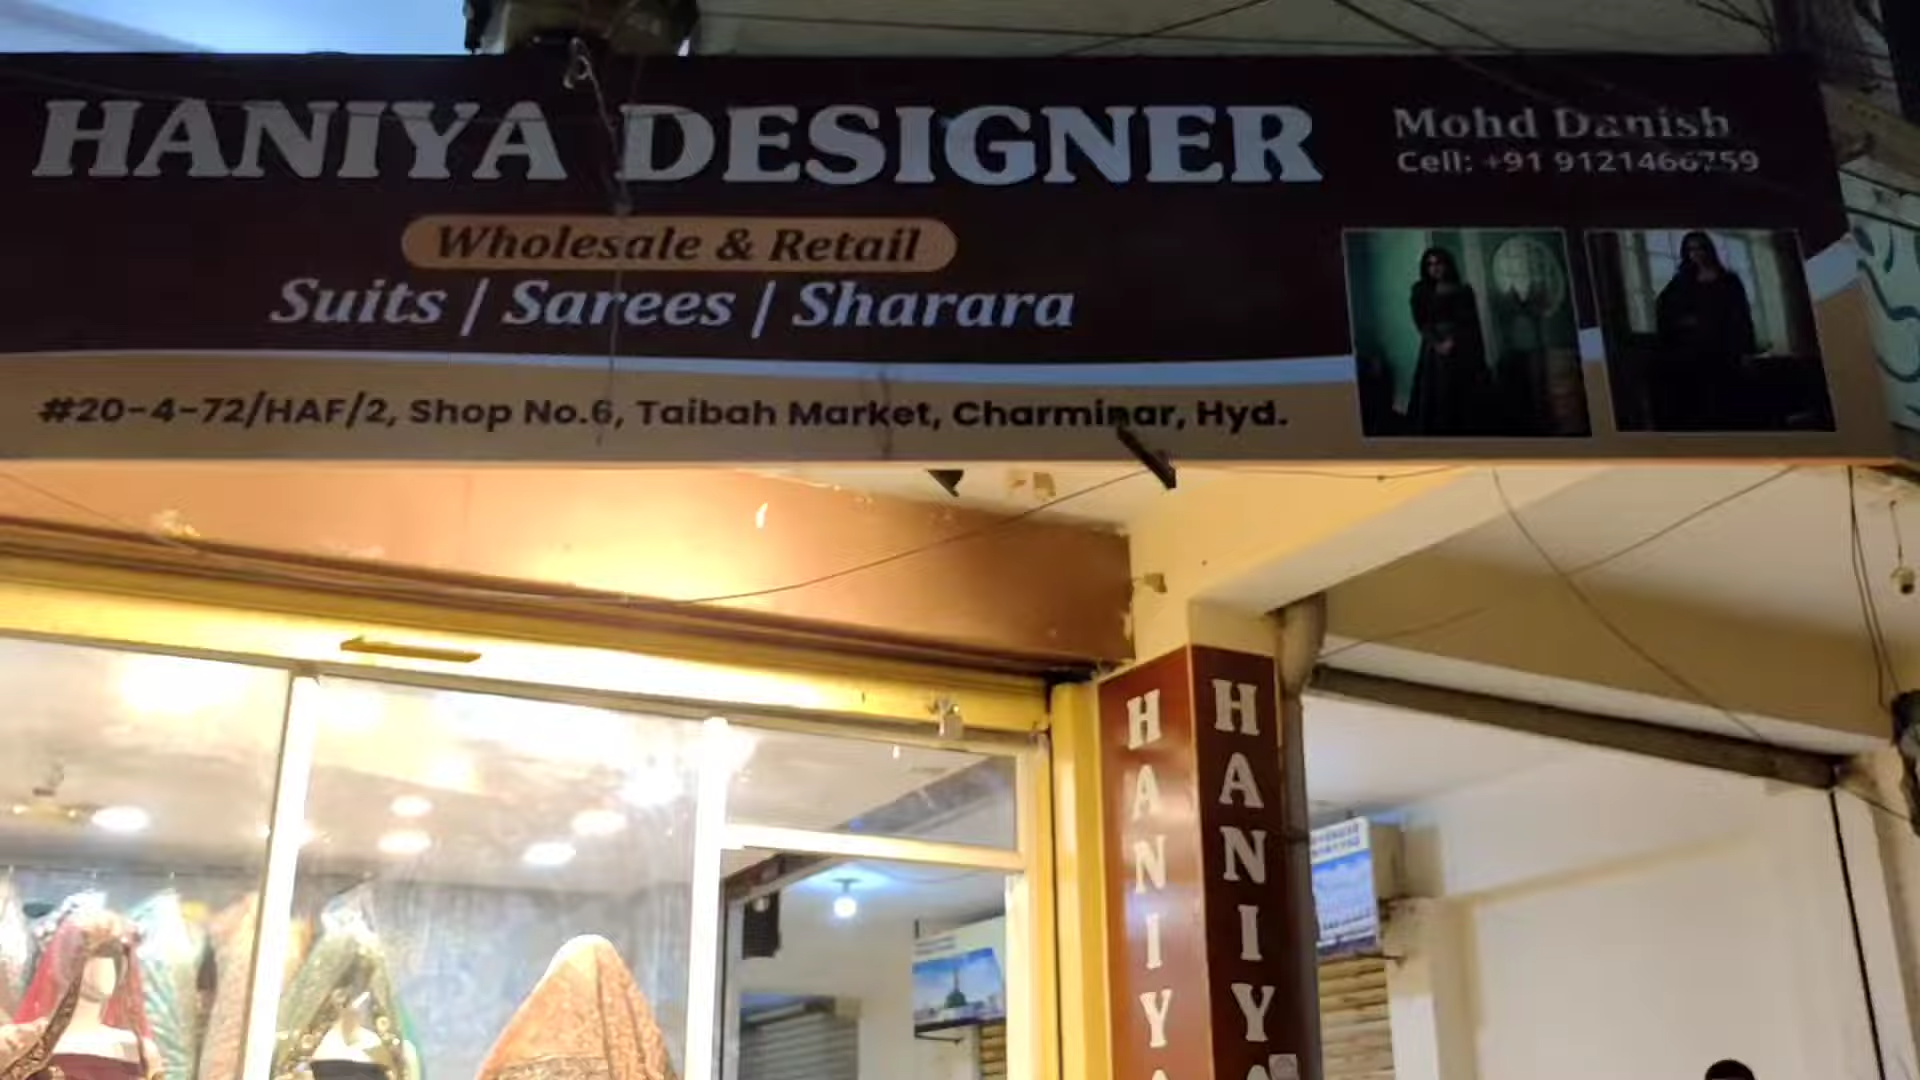 HANIYA DESIGNER
Mohd Danish
Cell: +91 9121466759
Wholesale & Retail
Suits / Sarees / Sharara
#20-4-72/HAF/2, Shop No.6, Taibah Market, Charminar, Hyd.
HANIYA
HANIYA